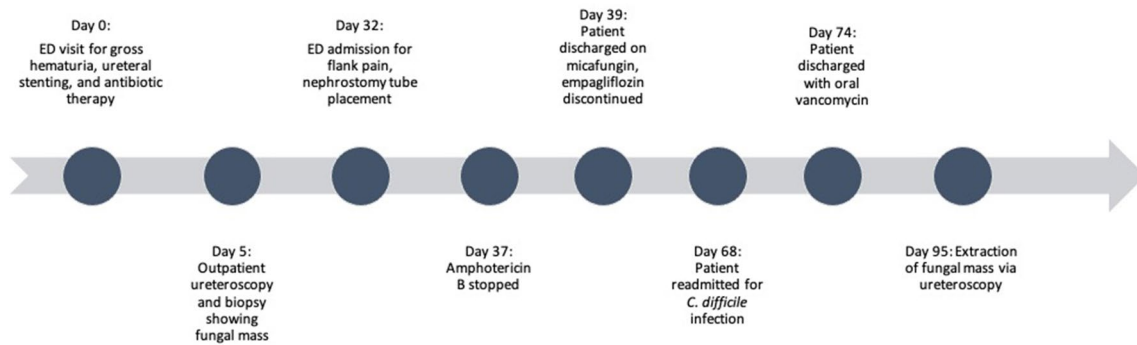 Day 0:
ED visit for gross
hematuria, ureteral
stenting, and antibiotic
therapy
Day 5:
Outpatient
ureteroscopy
and biopsy
showing
fungal mass
Day 32:
ED admission for
flank pain,
nephrostomy tube
placement
Day 37:
Amphotericin
B stopped
Day 39:
Patient
discharged on
micafungin,
empagliflozin
discontinued
Day 68:
Patient
readmitted for
C. difficile
infection
Day 74:
Patient
discharged
with oral
vancomycin
Day 95: Extraction
of fungal mass via
ureteroscopy